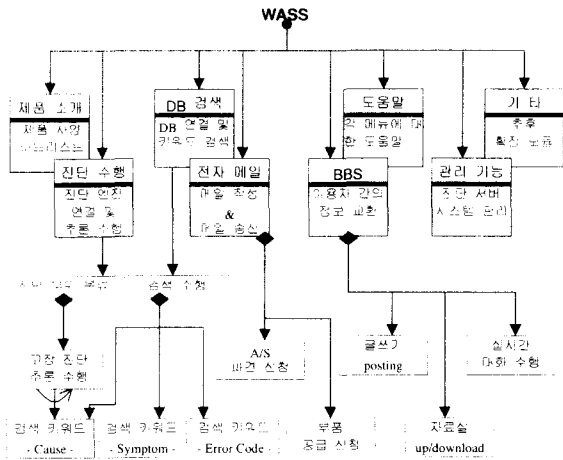 WASS
제품 소개
제품 사양
DB 검색
DB 연결 및
키워드 검색
도움말
각 메뉴에 대
한 도움말
기 타
추후
확장 보류
진단 수행
진단 엔진
연결 및
추론 수행
전자 메일
메일 작성
&
메일 송신
BBS
이용자 간의
정보 교환
관리 기능
진단 서버
시스템 관리
검색 수행
고장 진단
추론 수행
A/S
파견 신청
글쓰기
posting
실시간
대화 수행
검색 키워드
- Cause -
검색 키워드
- Symptom -
검색 키워드
- Error Code -
부품
공급 신청
자료실
up/download